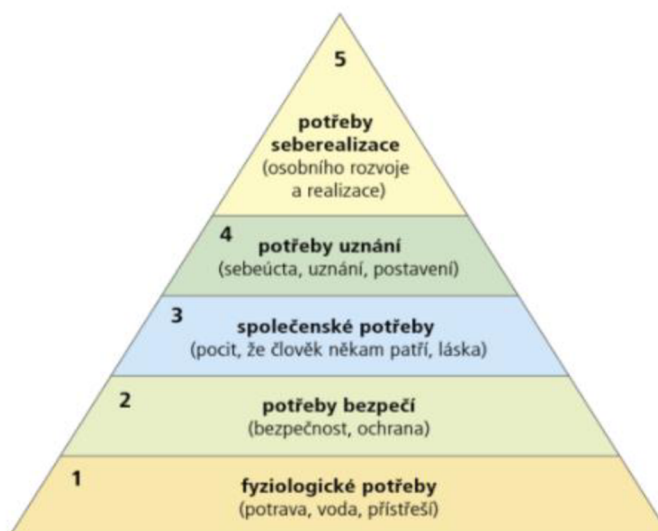 5
potřeby
seberealizace
(osobního rozvoje
a realizace)
4
potřeby uznání
(sebeúcta, uznání, postavení)
3
společenské potřeby
(pocit, že člověk někam patří, láska)
2
potřeby bezpečí
(bezpečnost, ochrana)
1
fyziologické potřeby
(potrava, voda, přístřeší)